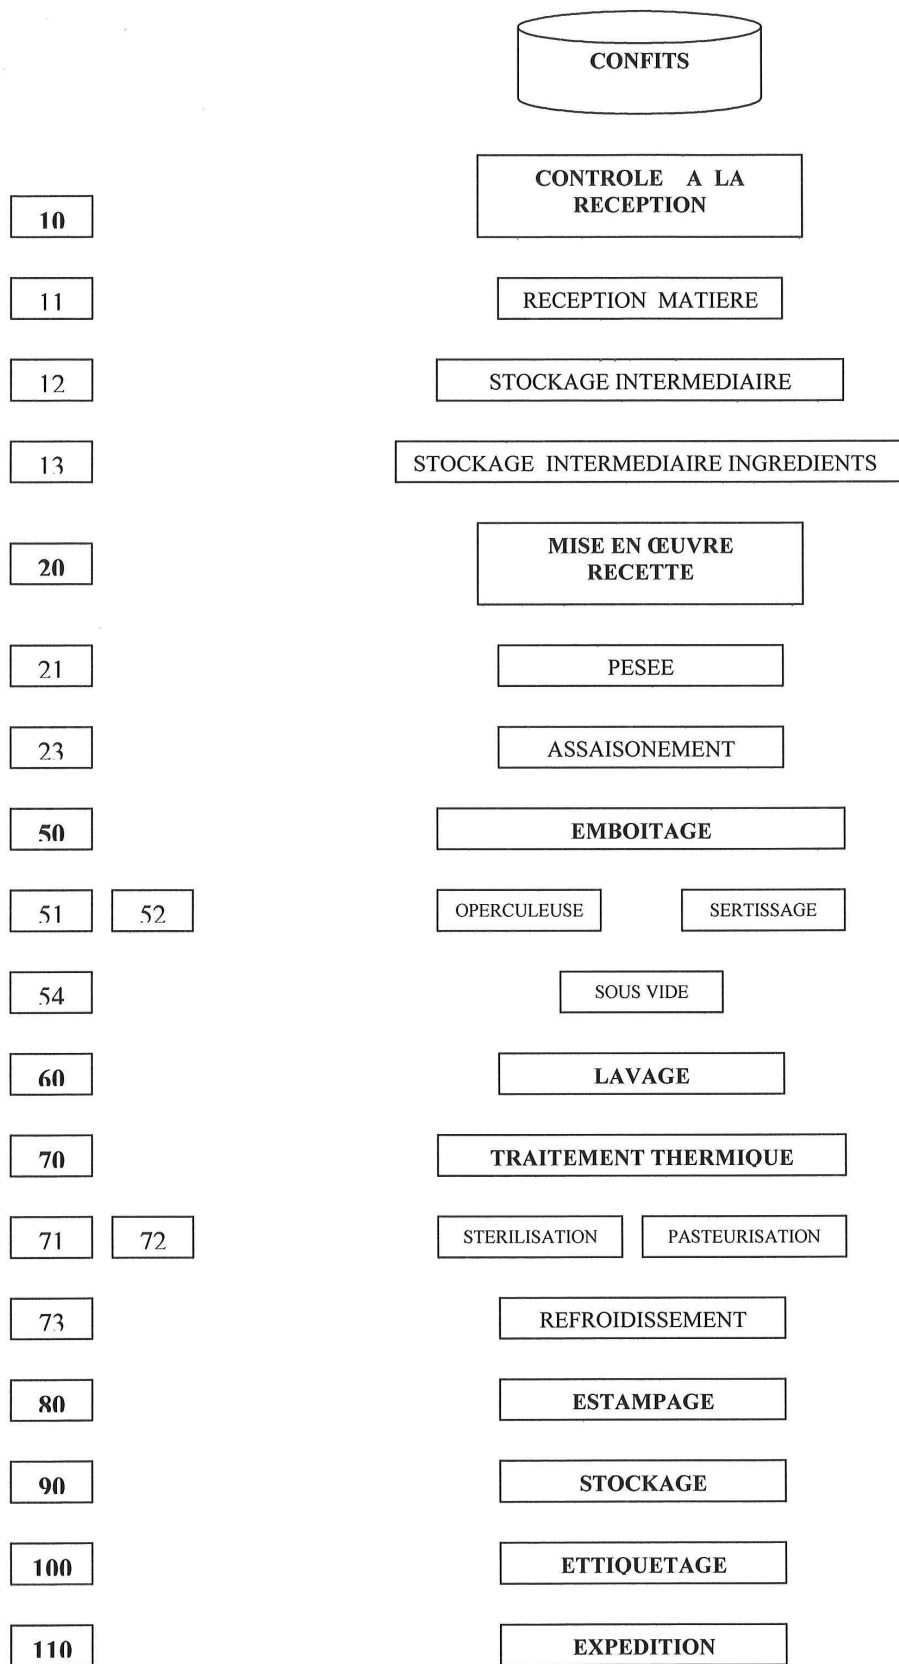 CONFITS
10 CONTROLE A LA
RECEPTION
11 RECEPTION MATIERE
12 STOCKAGE INTERMEDIAIRE
13 STOCKAGE INTERMEDIAIRE INGREDIENTS
20 MISE EN ŒUVRE
RECETTE
21 PESEE
23 ASSAISONEMENT
50 EMBOITAGE
51 52 OPERCULEUSE SERTISSAGE
54 SOUS VIDE
60 LAVAGE
70 TRAITEMENT THERMIQUE
71 72 STERILISATION PASTEURISATION
73 REFROIDISSEMENT
80 ESTAMPAGE
90 STOCKAGE
100 ETTIQUETAGE
110 EXPEDITION